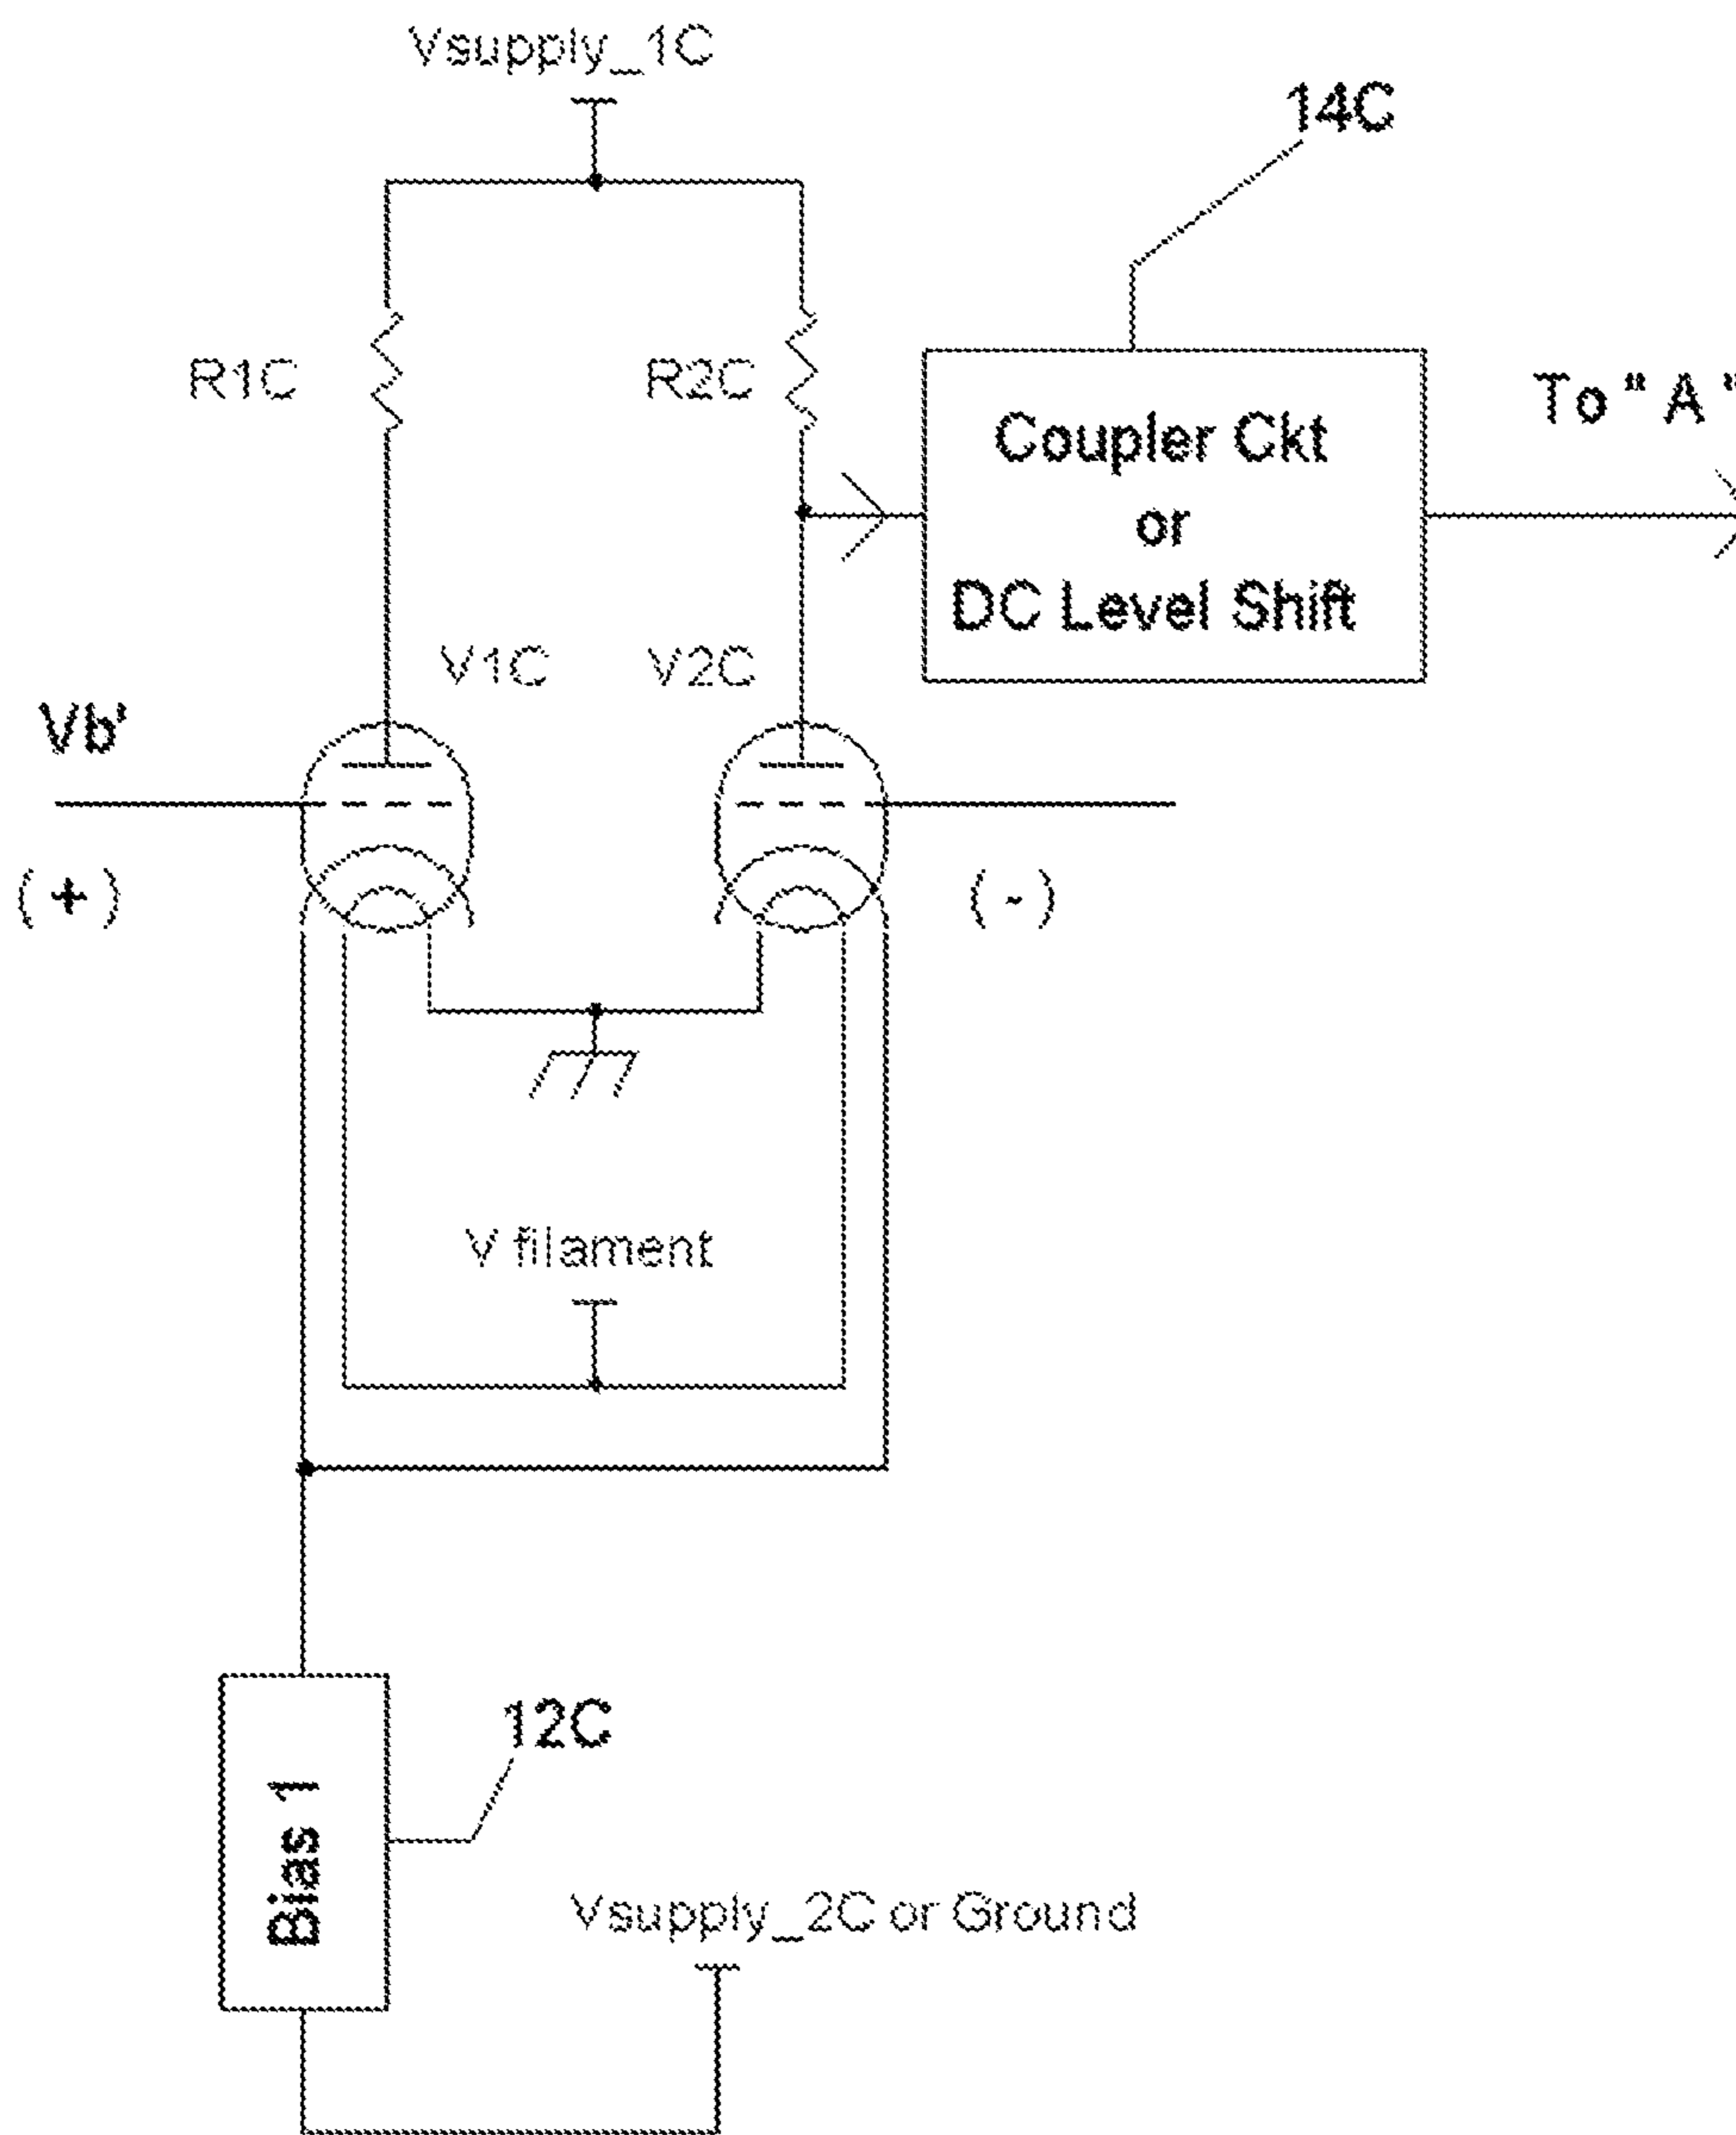 Vsupply_1C
14C
R1C
R2C
To " A "
Coupler Ckt
or
DC Level Shift
V1C
V2C
Vb'
( + )
( - )
V filament
12C
Bias 1
Vsupply_2C or Ground